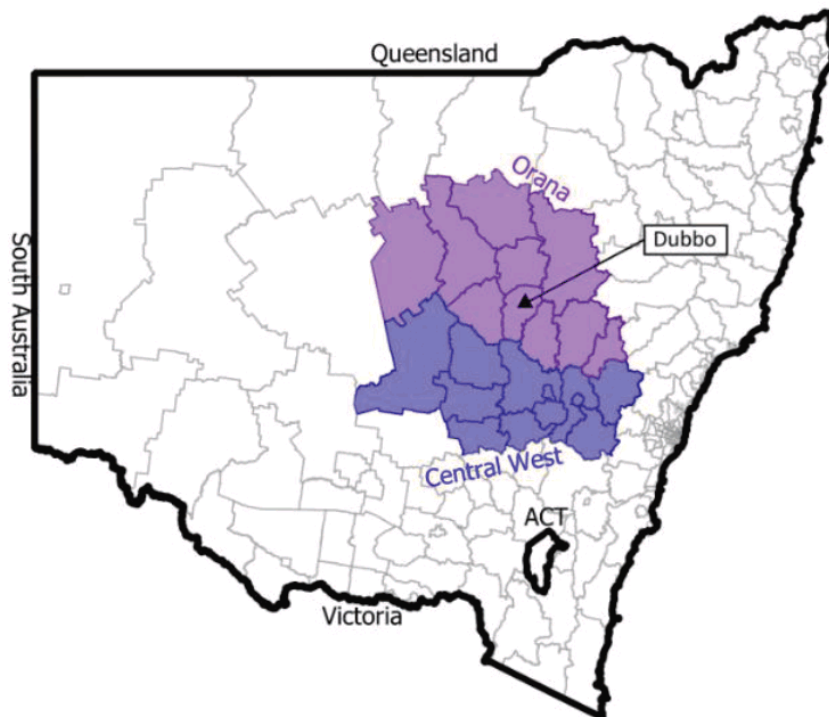 Queensland
Orana
Dubbo
South Australia
Central West
ACT
Victoria